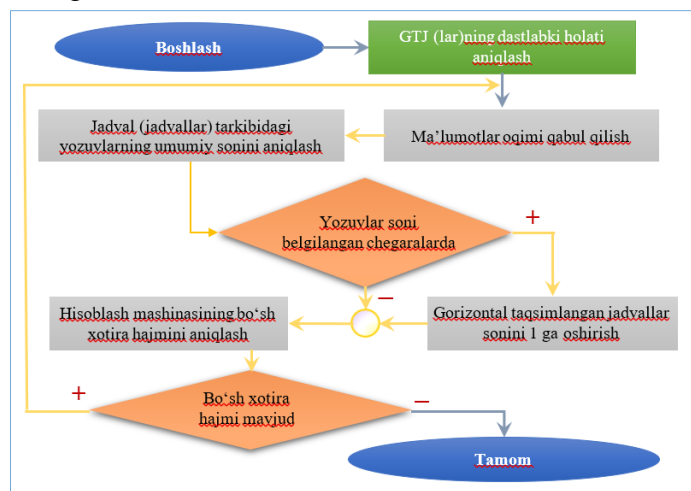 Boshlash
GTJ (lar)ning dastlabki holati
aniqlash
Jadval (jadvallar) tarkibidagi
yozuvlarning umumiy sonini aniqlash
Ma’lumotlar oqimi qabul qilish
Yozuvlar soni
belgilangan chegaralarda
+
−
Hisoblash mashinasining bo‘sh
xotira hajmini aniqlash
Gorizontal taqsimlangan jadvallar
sonini 1 ga oshirish
+
Bo‘sh xotira
hajmi mavjud
−
Tamom